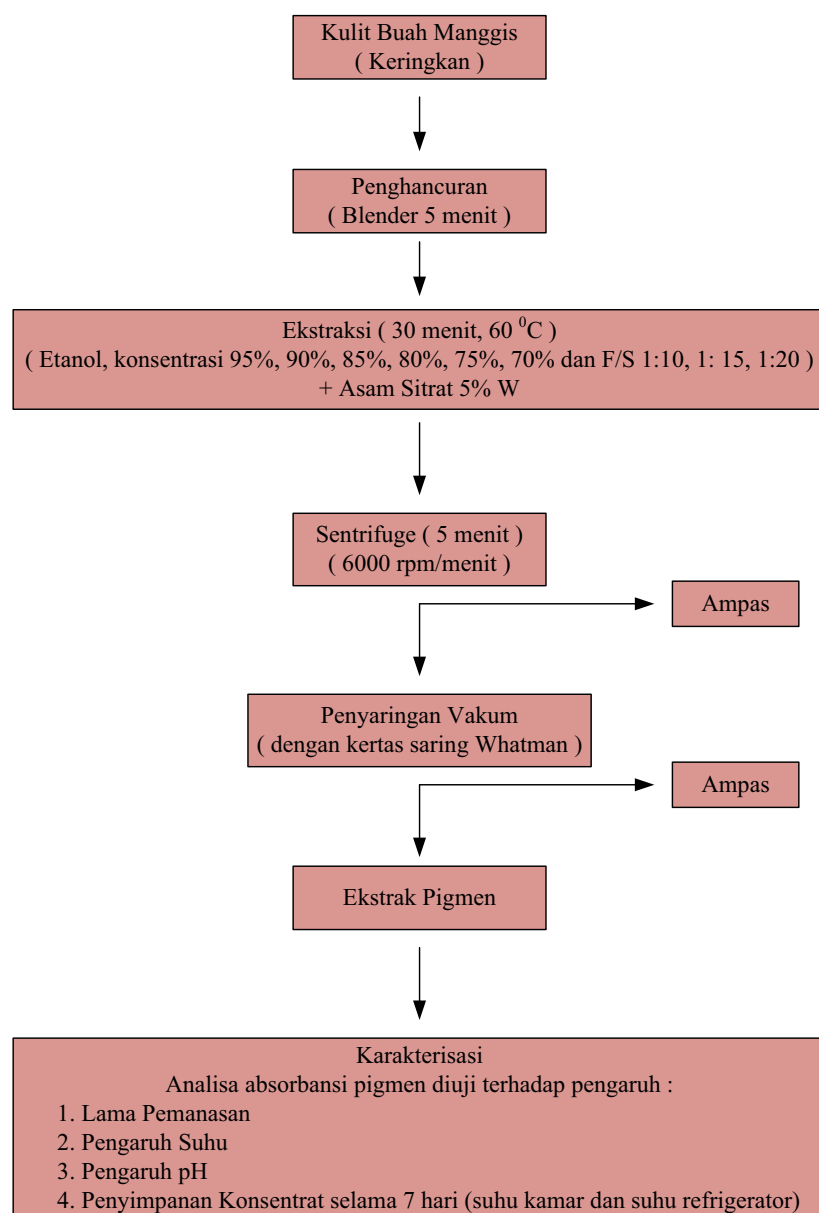 Kulit Buah Manggis
( Keringkan )
Penghancuran
( Blender 5 menit )
Ekstraksi ( 30 menit, 60 ⁰C )
( Etanol, konsentrasi 95%, 90%, 85%, 80%, 75%, 70% dan F/S 1:10, 1: 15, 1:20 )
+ Asam Sitrat 5% W
Sentrifuge ( 5 menit )
( 6000 rpm/menit )
Ampas
Penyaringan Vakum
( dengan kertas saring Whatman )
Ampas
Ekstrak Pigmen
Karakterisasi
Analisa absorbansi pigmen diuji terhadap pengaruh :
1. Lama Pemanasan
2. Pengaruh Suhu
3. Pengaruh pH
4. Penyimpanan Konsentrat selama 7 hari (suhu kamar dan suhu refrigerator)